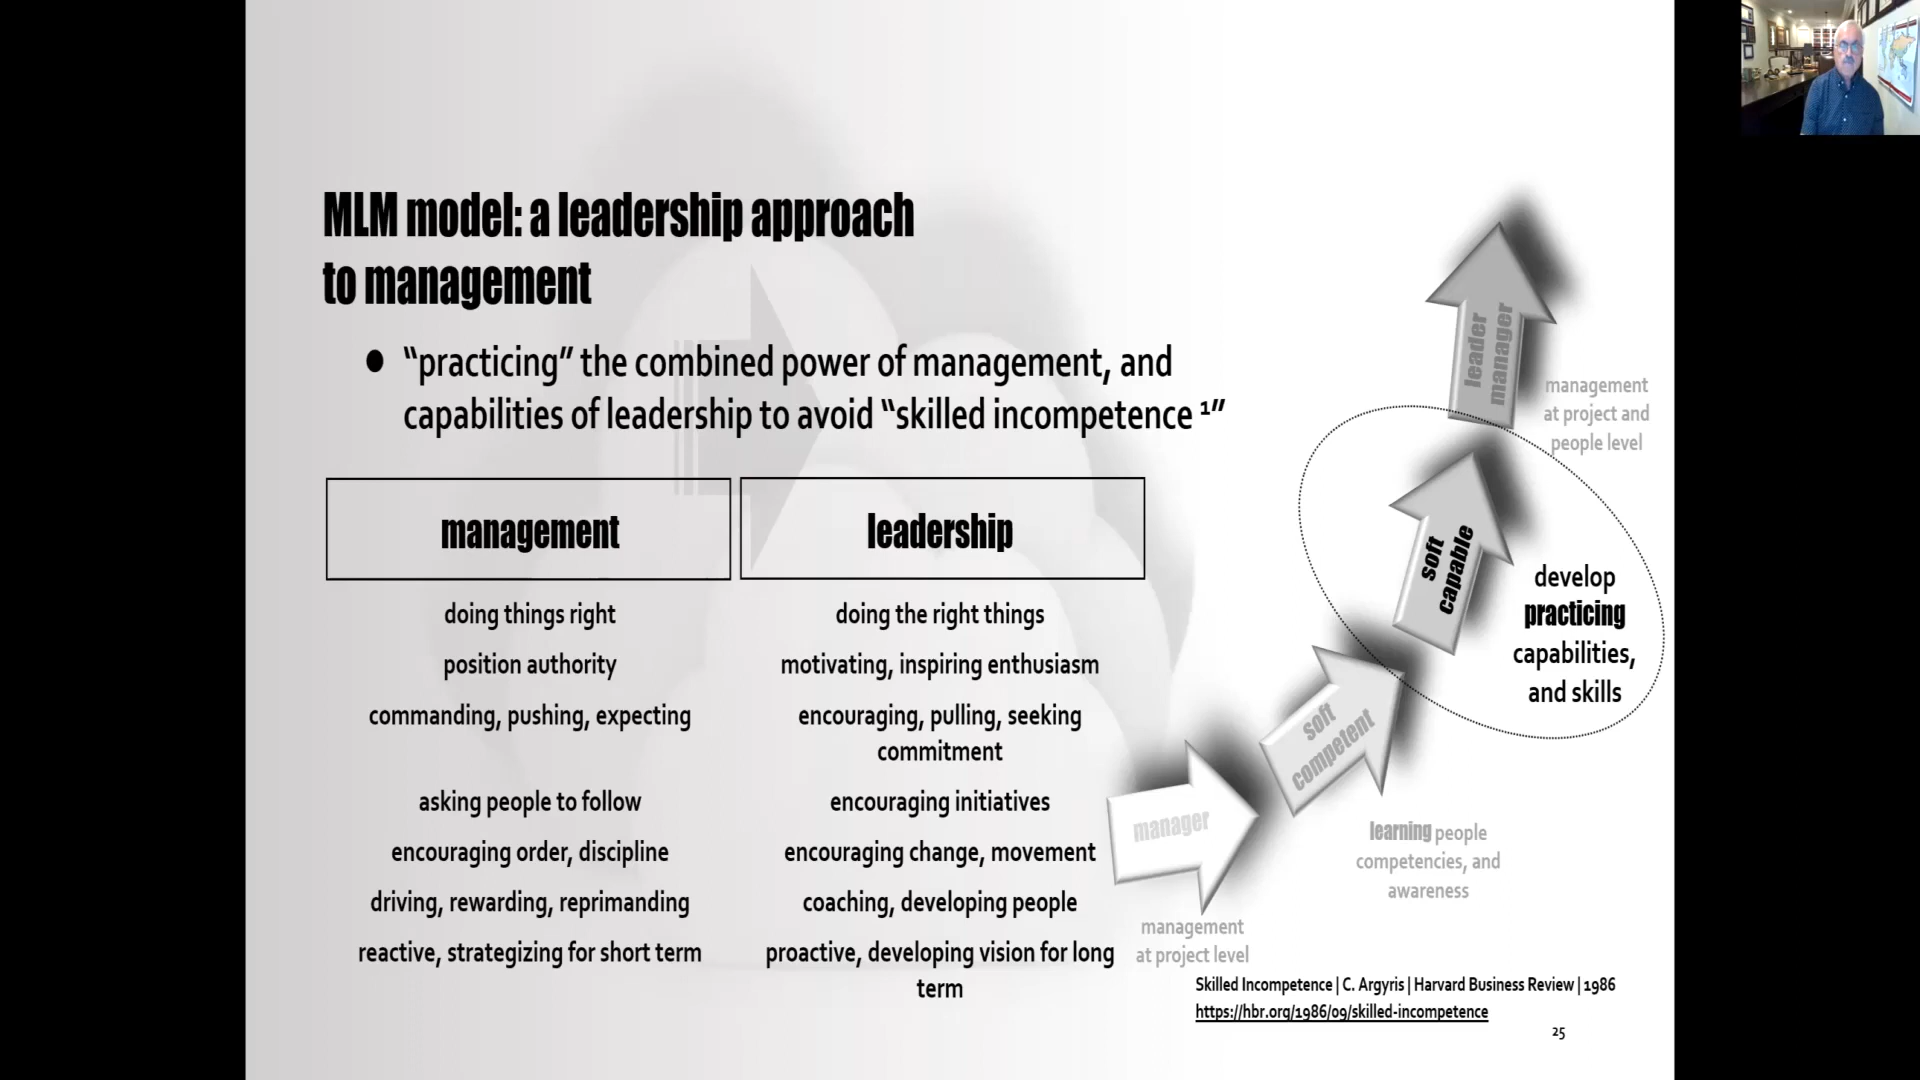 MLM model: a leadership approach
to management
● “practicing” the combined power of management, and
capabilities of leadership to avoid “skilled incompetence ¹”
management
leadership
doing things right
doing the right things
position authority
motivating, inspiring enthusiasm
commanding, pushing, expecting
encouraging, pulling, seeking
commitment
asking people to follow
encouraging initiatives
encouraging order, discipline
encouraging change, movement
driving, rewarding, reprimanding
coaching, developing people
reactive, strategizing for short term
proactive, developing vision for long
term
leader
manager
management
at project and
people level
soft
capable
develop
practicing
capabilities,
and skills
soft
competent
learning people
competencies, and
awareness
manager
management
at project level
Skilled Incompetence | C. Argyris | Harvard Business Review | 1986
https://hbr.org/1986/09/skilled-incompetence
25